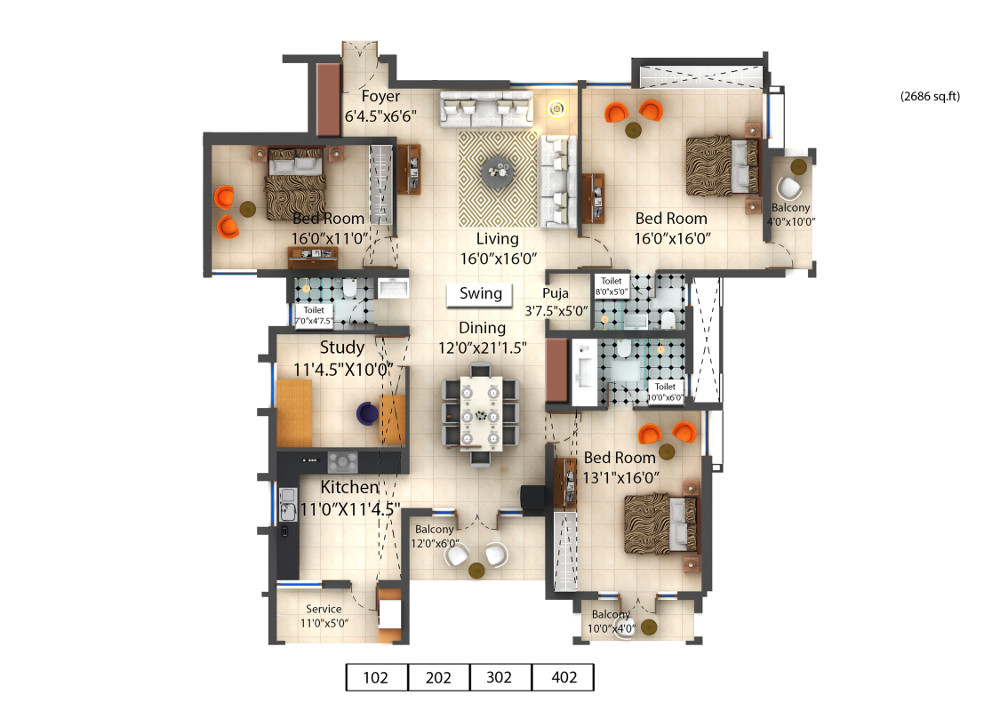 (2686 sq.ft)
Foyer
6'4.5"x6'6"
Bed Room
16'0"x11'0"
Living
16'0"x16'0"
Bed Room
16'0"x16'0"
Balcony
4'0"x10'0"
Swing
Puja
3'7.5"x5'0"
Toilet
8'0"x5'0"
Toilet
7'0"x4'7.5"
Dining
12'0"x21'1.5"
Study
11'4.5"X10'0"
Toilet
10'0"x6'0"
Bed Room
13'1"x16'0"
Kitchen
11'0"X11'4.5"
Balcony
12'0"x6'0"
Service
11'0"x5'0"
Balcony
10'0"x4'0"
102 202 302 402